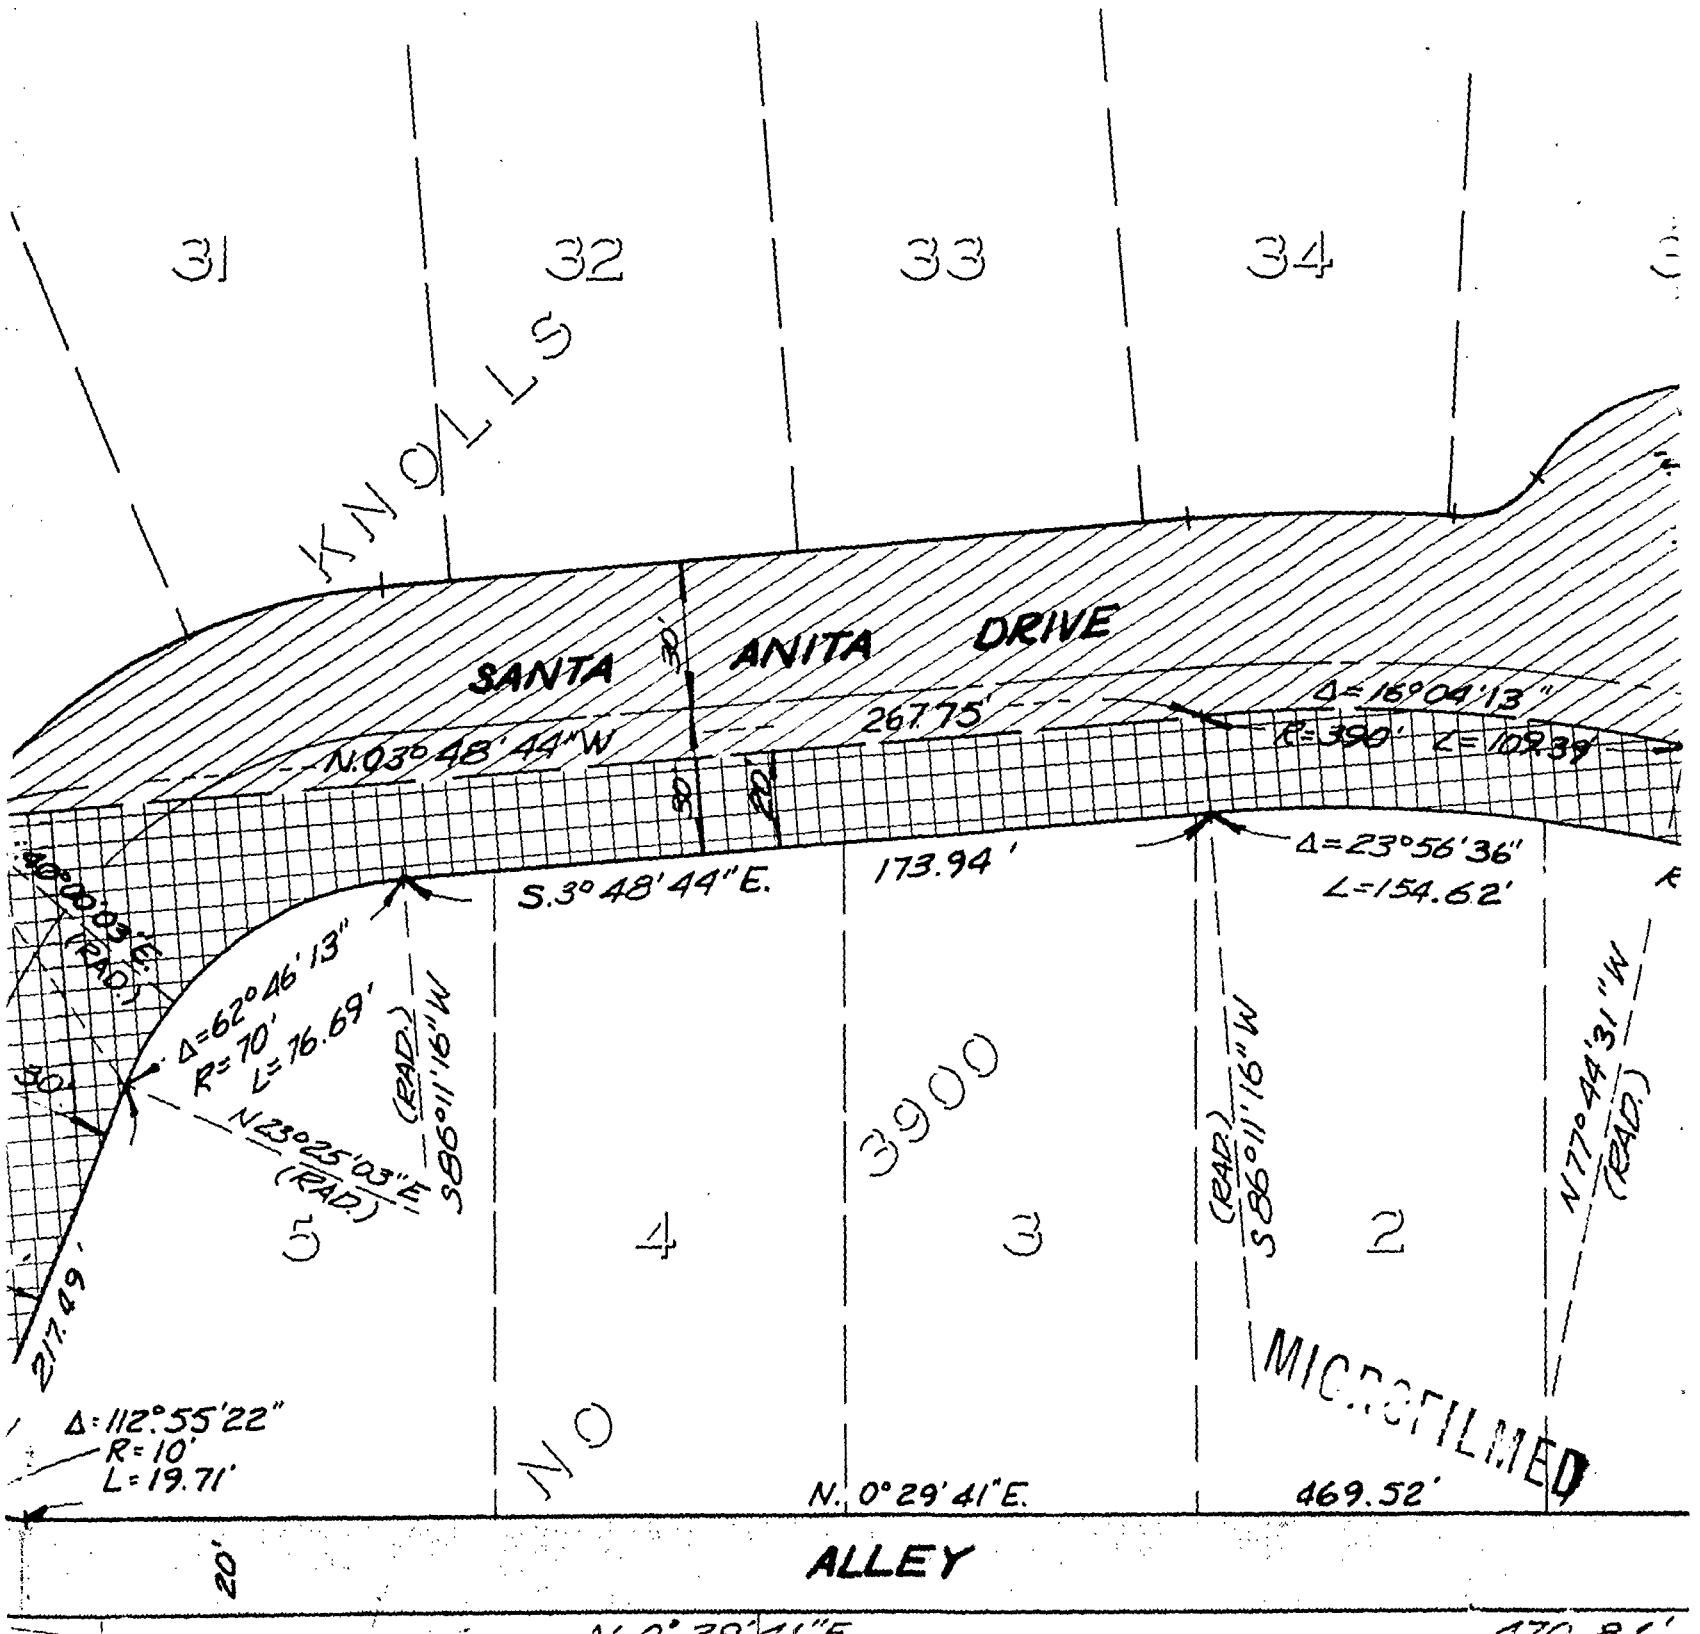 31
32
33
34
KNOLLS
SANTA ANITA DRIVE
30'
N.03°48'44"W
267.75'
Δ=16°04'13"
R=390' L=109.39'
30'
20'
S.3°48'44"E.
173.94'
Δ=23°56'36"
L=154.62'
R
(RAD.)
Δ=62°46'13"
R=70'
L=76.69'
N23°25'03"E
(RAD.)
(RAD.)
S86°11'16"W
3900
(RAD.)
S86°11'16"W
N77°44'31"W
(RAD.)
5
4
3
2
217.49'
MICROFILMED
Δ=112°55'22"
R=10'
L=19.71'
NO
N. 0°29'41"E.
469.52'
20'
ALLEY